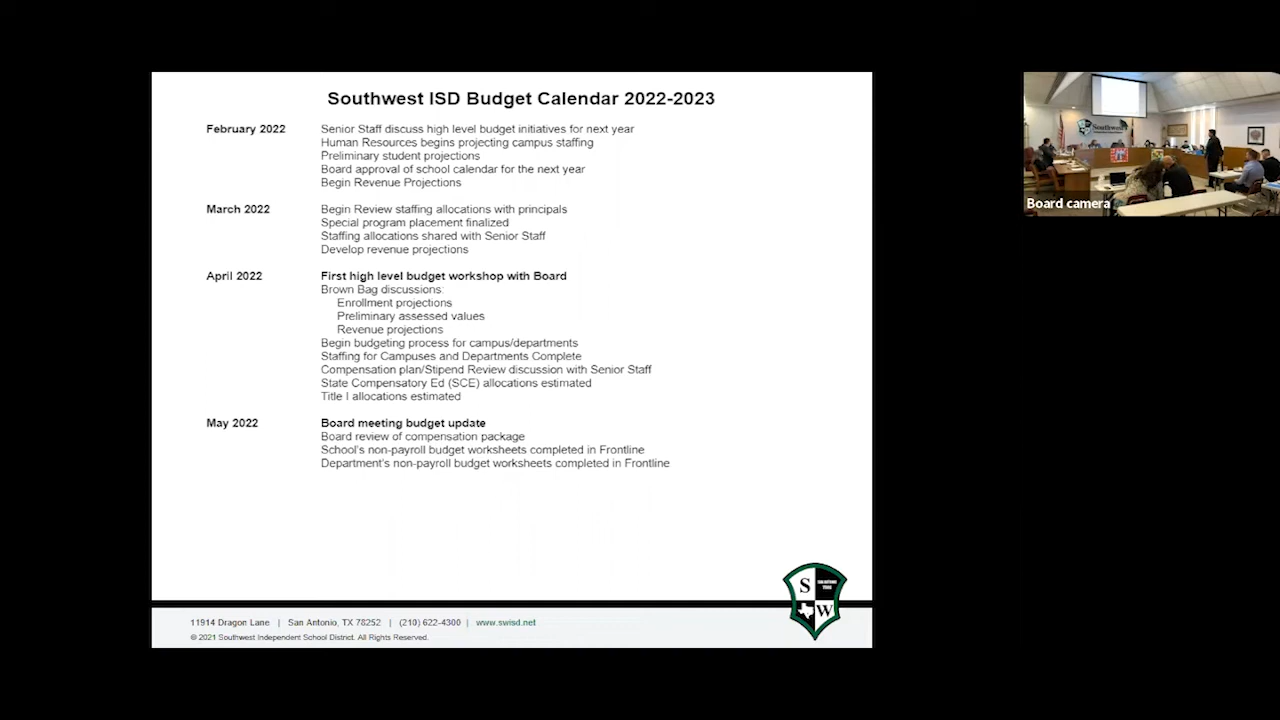 Southwest ISD Budget Calendar 2022-2023
February 2022 Senior Staff discuss high level budget initiatives for next year
Human Resources begins projecting campus staffing
Preliminary student projections
Board approval of school calendar for the next year
Begin Revenue Projections
March 2022 Begin Review staffing allocations with principals
Special program placement finalized
Staffing allocations shared with Senior Staff
Develop revenue projections
April 2022 First high level budget workshop with Board
Brown Bag discussions:
Enrollment projections
Preliminary assessed values
Revenue projections
Begin budgeting process for campus/departments
Staffing for Campuses and Departments Complete
Compensation plan/Stipend Review discussion with Senior Staff
State Compensatory Ed (SCE) allocations estimated
Title I allocations estimated
May 2022 Board meeting budget update
Board review of compensation package
School's non-payroll budget worksheets completed in Frontline
Department's non-payroll budget worksheets completed in Frontline
S
W
11914 Dragon Lane | San Antonio, TX 78252 | (210) 622-4300 | www.swisd.net
© 2021 Southwest Independent School District. All Rights Reserved.
Southwest
Board camera